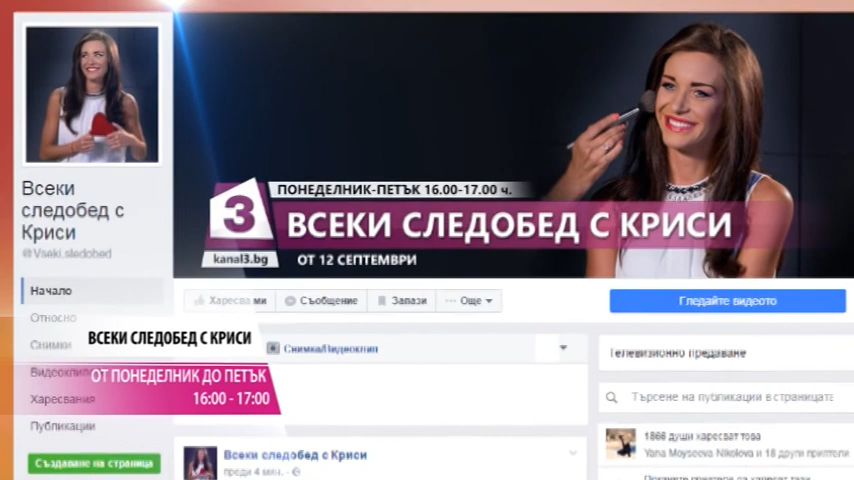 ПОНЕДЕЛНИК-ПЕТЪК 16.00-17.00 ч.
3
ВСЕКИ СЛЕДОБЕД С КРИСИ
kanal3.bg
ОТ 12 СЕПТЕМВРИ
Всеки
следобед с
Криси
@Vseki.sledobed
Начало
Относно
Снимки
Видеоклипо
Харесвания
Публикации
Създаване на страница
ВСЕКИ СЛЕДОБЕД С КРИСИ
ОТ ПОНЕДЕЛНИК ДО ПЕТЪК
16:00 - 17:00
Харесва ми
Съобщение
Запази
Още
Гледайте видеото
Снимка/Видеоклип
Телевизионно предаване
Търсене на публикации в страницата
1866 души харесват това
Yana Moyseeva Nikolova и 18 други приятели
Всеки следобед с Криси
преди 4 мин.